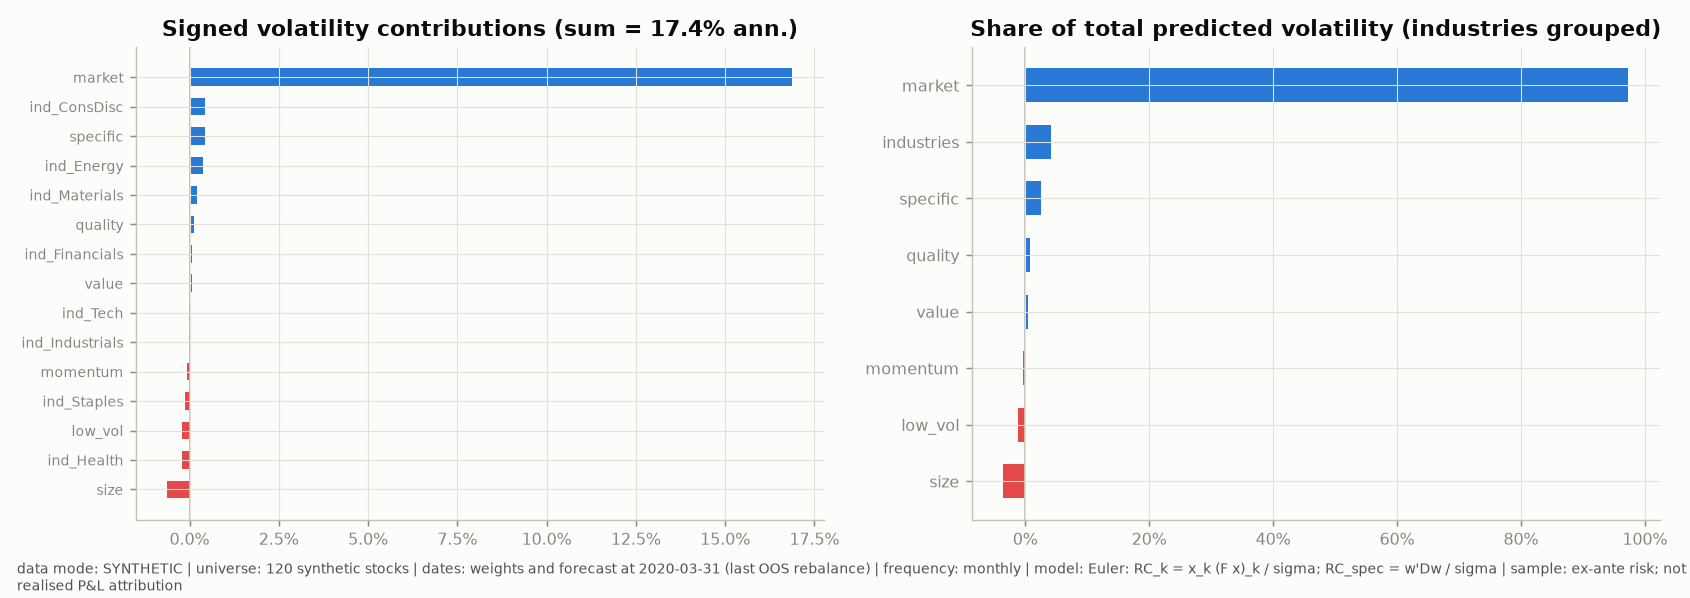 Signed volatility contributions (sum = 17.4% ann.)
market
ind_ConsDisc
specific
ind_Energy
ind_Materials
quality
ind_Financials
value
ind_Tech
ind_Industrials
momentum
ind_Staples
low_vol
ind_Health
size
0.0% 2.5% 5.0% 7.5% 10.0% 12.5% 15.0% 17.5%
Share of total predicted volatility (industries grouped)
market
industries
specific
quality
value
momentum
low_vol
size
0% 20% 40% 60% 80% 100%
data mode: SYNTHETIC | universe: 120 synthetic stocks | dates: weights and forecast at 2020-03-31 (last OOS rebalance) | frequency: monthly | model: Euler: RC_k = x_k (F x)_k / sigma; RC_spec = w'Dw / sigma | sample: ex-ante risk; not
realised P&L attribution